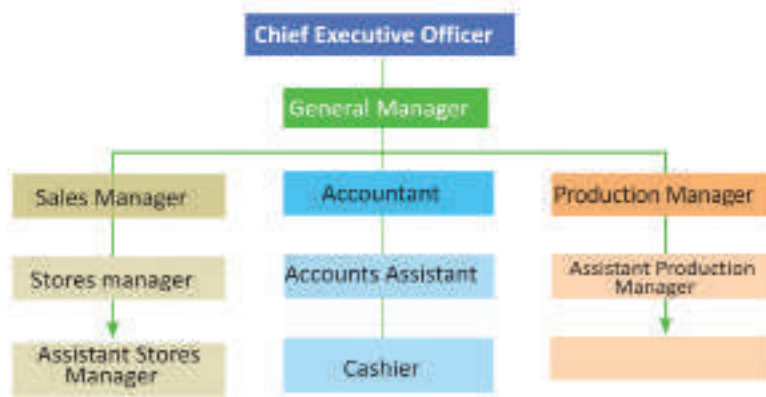 Chief Executive Officer
General Manager
Sales Manager
Accountant
Production Manager
Stores manager
Accounts Assistant
Assistant Production
Manager
Assistant Stores
Manager
Cashier